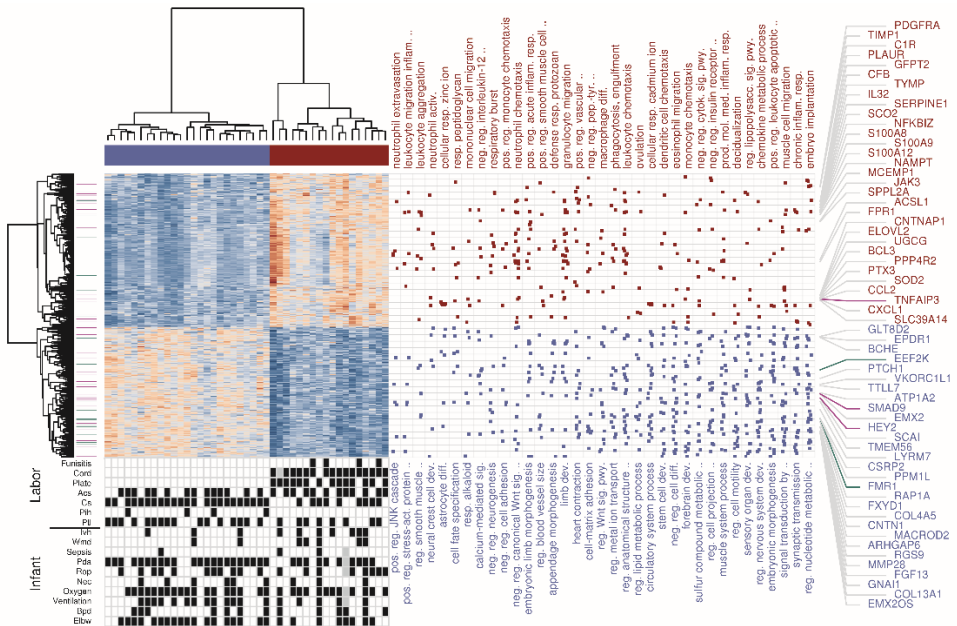 neutrophil extravasation
leukocyte migration inflam. ..
leukocyte aggregation
neutrophil activ.
cellular resp. zinc ion
resp. peptidoglycan
mononuclear cell migration
neg. reg. interleukin-12 ..
respiratory burst
pos. reg. monocyte chemotaxis
neutrophil chemotaxis
pos. reg. acute inflam. resp.
pos. reg. smooth muscle cell ..
defense resp. protozoan
granulocyte migration
pos. reg. vascular ..
neg. reg. pep.-tyr. ..
macrophage diff.
phagocytosis, engulfment
leukocyte chemotaxis
ovulation
cellular resp. cadmium ion
dendritic cell chemotaxis
eosinophil migration
monocyte chemotaxis
neg. reg. cytok. sig. pwy.
neg. reg. insulin receptor ..
prod. mol. med. inflam. resp.
decidualization
reg. lipopolysacc. sig. pwy.
chemokine metabolic process
pos. reg. leukocyte apoptotic ..
muscle cell migration
chronic inflam. resp.
embryo implantation
PDGFRA
TIMP1
C1R
PLAUR
GFPT2
CFB
TYMP
IL32
SERPINE1
SCO2
NFKBIZ
S100A8
S100A9
S100A12
NAMPT
MCEMP1
JAK3
SPPL2A
ACSL1
FPR1
CNTNAP1
ELOVL2
UGCG
BCL3
PPP4R2
PTX3
SOD2
CCL2
TNFAIP3
CXCL1
SLC39A14
GLT8D2
EPDR1
BCHE
EEF2K
PTCH1
VKORC1L1
TTLL7
ATP1A2
SMAD9
EMX2
HEY2
SCAI
TMEM56
LYRM7
CSRP2
PPM1L
FMR1
RAP1A
FXYD1
COL4A5
CNTN1
MACROD2
ARHGAP6
RGS9
MMP28
FGF13
GNAI1
COL13A1
EMX2OS
Labor
Funisitis
Cord
Plate
Acs
Cs
Pih
Ptl
Infant
Ivh
Wmd
Sepsis
Pda
Rop
Nec
Oxygen
Ventilation
Bpd
Elbw
pos. reg. JNK cascade
pos. reg. stress-act. protein ..
reg. smooth muscle ..
neural crest cell dev.
astrocyte diff.
cell fate specification
resp. alkaloid
calcium-mediated sig.
neg. reg. neurogenesis
neg. reg. cell adhesion
neg. reg. canonical Wnt sig. ..
embryonic limb morphogenesis
reg. blood vessel size
appendage morphogenesis
limb dev.
heart contraction
cell-matrix adhesion
reg. Wnt sig. pwy.
reg. metal ion transport
reg. anatomical structure ..
reg. lipid metabolic process
circulatory system process
stem cell dev.
neg. reg. cell diff.
forebrain dev.
sulfur compound metabolic ..
reg. cell projection ..
muscle system process
reg. cell motility
sensory organ dev.
reg. nervous system dev.
embryonic morphogenesis
signal transduction by ..
synaptic transmission
reg. nucleotide metabolic ..